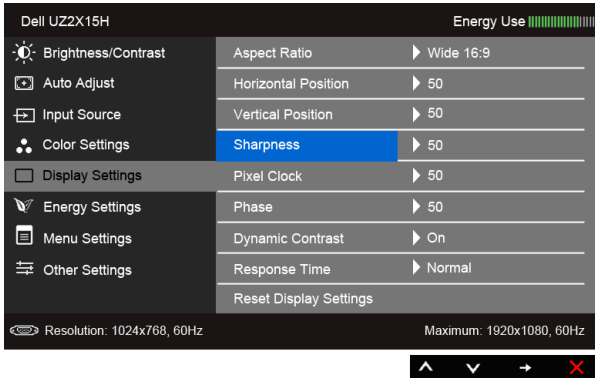 Dell UZ2X15H Energy Use
Brightness/Contrast Aspect Ratio Wide 16:9
Auto Adjust Horizontal Position 50
Input Source Vertical Position 50
Color Settings Sharpness 50
Display Settings Pixel Clock 50
Energy Settings Phase 50
Menu Settings Dynamic Contrast On
Other Settings Response Time Normal
Reset Display Settings
Resolution: 1024x768, 60Hz Maximum: 1920x1080, 60Hz